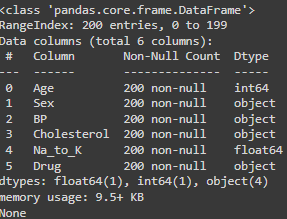 <class 'pandas.core.frame.DataFrame'>
RangeIndex: 200 entries, 0 to 199
Data columns (total 6 columns):
 #   Column       Non-Null Count  Dtype
---  ------       --------------  -----
 0   Age          200 non-null    int64
 1   Sex          200 non-null    object
 2   BP           200 non-null    object
 3   Cholesterol  200 non-null    object
 4   Na_to_K      200 non-null    float64
 5   Drug         200 non-null    object
dtypes: float64(1), int64(1), object(4)
memory usage: 9.5+ KB
None